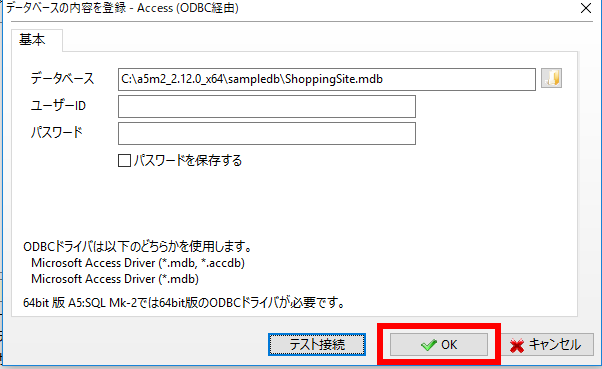 データベースの内容を登録 - Access (ODBC経由)
基本
データベース C:\a5m2_2.12.0_x64\sampledb\ShoppingSite.mdb
ユーザーID
パスワード
パスワードを保存する
ODBCドライバは以下のどちらかを使用します。
Microsoft Access Driver (*.mdb, *.accdb)
Microsoft Access Driver (*.mdb)
64bit 版 A5:SQL Mk-2では64bit版のODBCドライバが必要です。
テスト接続 OK キャンセル